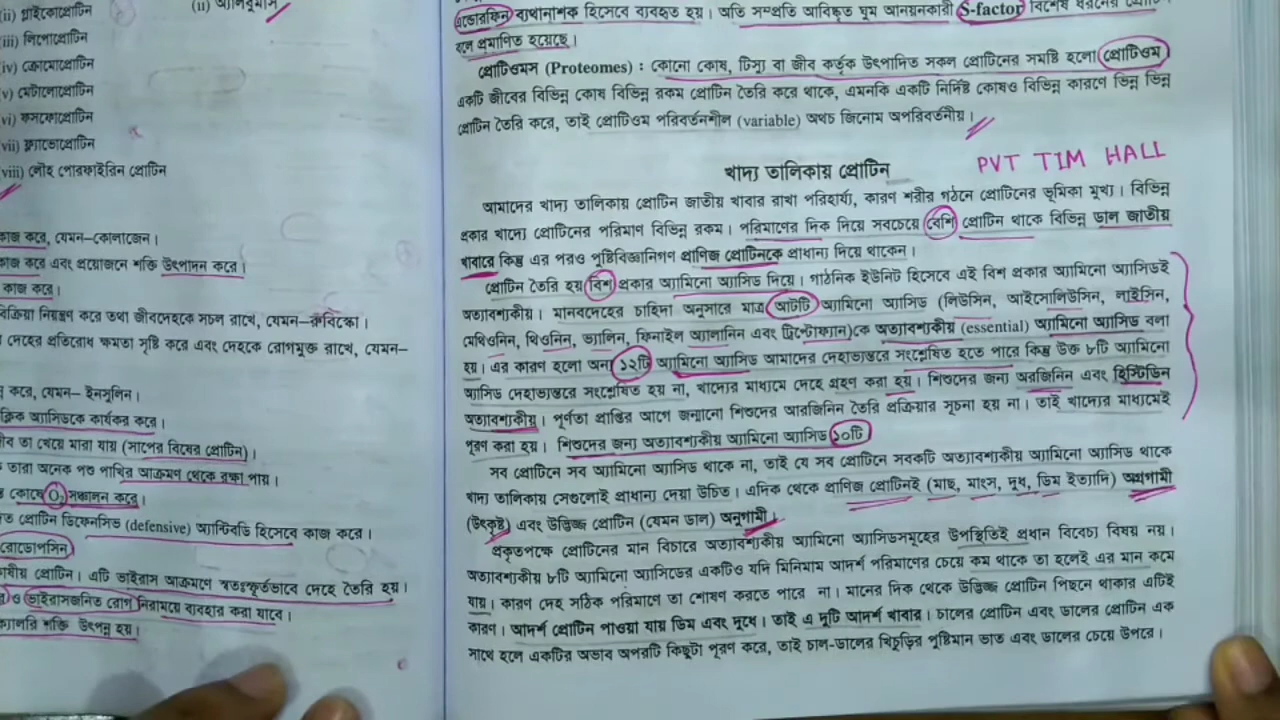 (ii) গ্লাইকোপ্রোটিন
(ii) অ্যালবুমিন
(iii) লিপোপ্রোটিন
(iv) ক্রোমোপ্রোটিন
(v) মেটালোপ্রোটিন
(vi) ফসফোপ্রোটিন
(vii) ফ্ল্যাভোপ্রোটিন
(viii) লৌহ পোরফাইরিন প্রোটিন
কাজ করে, যেমন–কোলাজেন।
কাজ করে এবং প্রয়োজনে শক্তি উৎপাদন করে।
কাজ করে।
বিক্রিয়া নিয়ন্ত্রণ করে তথা জীবদেহকে সচল রাখে, যেমন–রুবিস্কো।
দেহের প্রতিরোধ ক্ষমতা সৃষ্টি করে এবং দেহকে রোগমুক্ত রাখে, যেমন–
করে, যেমন– ইনসুলিন।
ক্রিক অ্যাসিডকে কার্যকর করে।
জীব তা খেয়ে মারা যায় (সাপের বিষের প্রোটিন)।
তারা অনেক পশু পাখির আক্রমণ থেকে রক্ষা পায়।
কোষে O₂ সঞ্চালন করে।
প্রোটিন ডিফেনসিভ (defensive) অ্যান্টিবডি হিসেবে কাজ করে।
রোডোপসিন
প্রোটিন। এটি ভাইরাস আক্রমণে স্বতঃস্ফূর্তভাবে দেহে তৈরি হয়।
ও ভাইরাসজনিত রোগ নিরাময়ে ব্যবহার করা যাবে।
ক্যালরি শক্তি উৎপন্ন হয়।
এন্ডোরফিন ব্যথানাশক হিসেবে ব্যবহৃত হয়। অতি সম্প্রতি আবিষ্কৃত ঘুম আনয়নকারী S-factor বিশেষ ধরনের
বলে প্রমাণিত হয়েছে।
প্রোটিওমস (Proteomes) : কোনো কোষ, টিস্যু বা জীব কর্তৃক উৎপাদিত সকল প্রোটিনের সমষ্টি হলো প্রোটিওম
একটি জীবের বিভিন্ন কোষ বিভিন্ন রকম প্রোটিন তৈরি করে থাকে, এমনকি একটি নির্দিষ্ট কোষও বিভিন্ন কারণে ভিন্ন ভিন্ন
প্রোটিন তৈরি করে, তাই প্রোটিওম পরিবর্তনশীল (variable) অথচ জিনোম অপরিবর্তনীয়।
খাদ্য তালিকায় প্রোটিন
PVT TIM HALL
আমাদের খাদ্য তালিকায় প্রোটিন জাতীয় খাবার রাখা পরিহার্য্য, কারণ শরীর গঠনে প্রোটিনের ভূমিকা মুখ্য। বিভিন্ন
প্রকার খাদ্যে প্রোটিনের পরিমাণ বিভিন্ন রকম। পরিমাণের দিক দিয়ে সবচেয়ে বেশি প্রোটিন থাকে বিভিন্ন ডাল জাতীয়
খাবারে কিন্তু এর পরও পুষ্টিবিজ্ঞানিগণ প্রাণিজ প্রোটিনকে প্রাধান্য দিয়ে থাকেন।
প্রোটিন তৈরি হয় বিশ প্রকার অ্যামিনো অ্যাসিড দিয়ে। গাঠনিক ইউনিট হিসেবে এই বিশ প্রকার অ্যামিনো অ্যাসিডই
অত্যাবশ্যকীয়। মানবদেহের চাহিদা অনুসারে মাত্র আটটি অ্যামিনো অ্যাসিড (লিউসিন, আইসোলিউসিন, লাইসিন,
মেথিওনিন, থিওনিন, ভ্যালিন, ফিনাইল অ্যালানিন এবং ট্রিপ্টোফ্যান)কে অত্যাবশ্যকীয় (essential) অ্যামিনো অ্যাসিড বলা
হয়। এর কারণ হলো অন্য ১২টি অ্যামিনো অ্যাসিড আমাদের দেহাভ্যন্তরে সংশ্লেষিত হতে পারে কিন্তু উক্ত ৮টি অ্যামিনো
অ্যাসিড দেহাভ্যন্তরে সংশ্লেষিত হয় না, খাদ্যের মাধ্যমে দেহে গ্রহণ করা হয়। শিশুদের জন্য আরজিনিন এবং হিস্টিডিন
অত্যাবশ্যকীয়। পূর্ণতা প্রাপ্তির আগে জন্মানো শিশুদের আরজিনিন তৈরি প্রক্রিয়ার সূচনা হয় না। তাই খাদ্যের মাধ্যমেই
পূরণ করা হয়। শিশুদের জন্য অত্যাবশ্যকীয় অ্যামিনো অ্যাসিড ১০টি
সব প্রোটিনে সব অ্যামিনো অ্যাসিড থাকে না, তাই যে সব প্রোটিনে সবকটি অত্যাবশ্যকীয় অ্যামিনো অ্যাসিড থাকে
খাদ্য তালিকায় সেগুলোই প্রাধান্য দেয়া উচিত। এদিক থেকে প্রাণিজ প্রোটিনই (মাছ, মাংস, দুধ, ডিম ইত্যাদি) অগ্রগামী
(উৎকৃষ্ট) এবং উদ্ভিজ্জ প্রোটিন (যেমন ডাল) অনুগামী।
প্রকৃতপক্ষে প্রোটিনের মান বিচারে অত্যাবশ্যকীয় অ্যামিনো অ্যাসিডসমূহের উপস্থিতিই প্রধান বিবেচ্য বিষয় নয়।
অত্যাবশ্যকীয় ৮টি অ্যামিনো অ্যাসিডের একটিও যদি মিনিমাম আদর্শ পরিমাণের চেয়ে কম থাকে তা হলেই এর মান কমে
যায়। কারণ দেহ সঠিক পরিমাণে তা শোষণ করতে পারে না। মানের দিক থেকে উদ্ভিজ্জ প্রোটিন পিছনে থাকার এটিই
কারণ। আদর্শ প্রোটিন পাওয়া যায় ডিম এবং দুধে। তাই এ দুটি আদর্শ খাবার। চালের প্রোটিন এবং ডালের প্রোটিন এক
সাথে হলে একটির অভাব অপরটি কিছুটা পূরণ করে, তাই চাল-ডালের খিচুড়ির পুষ্টিমান ভাত এবং ডালের চেয়ে উপরে।